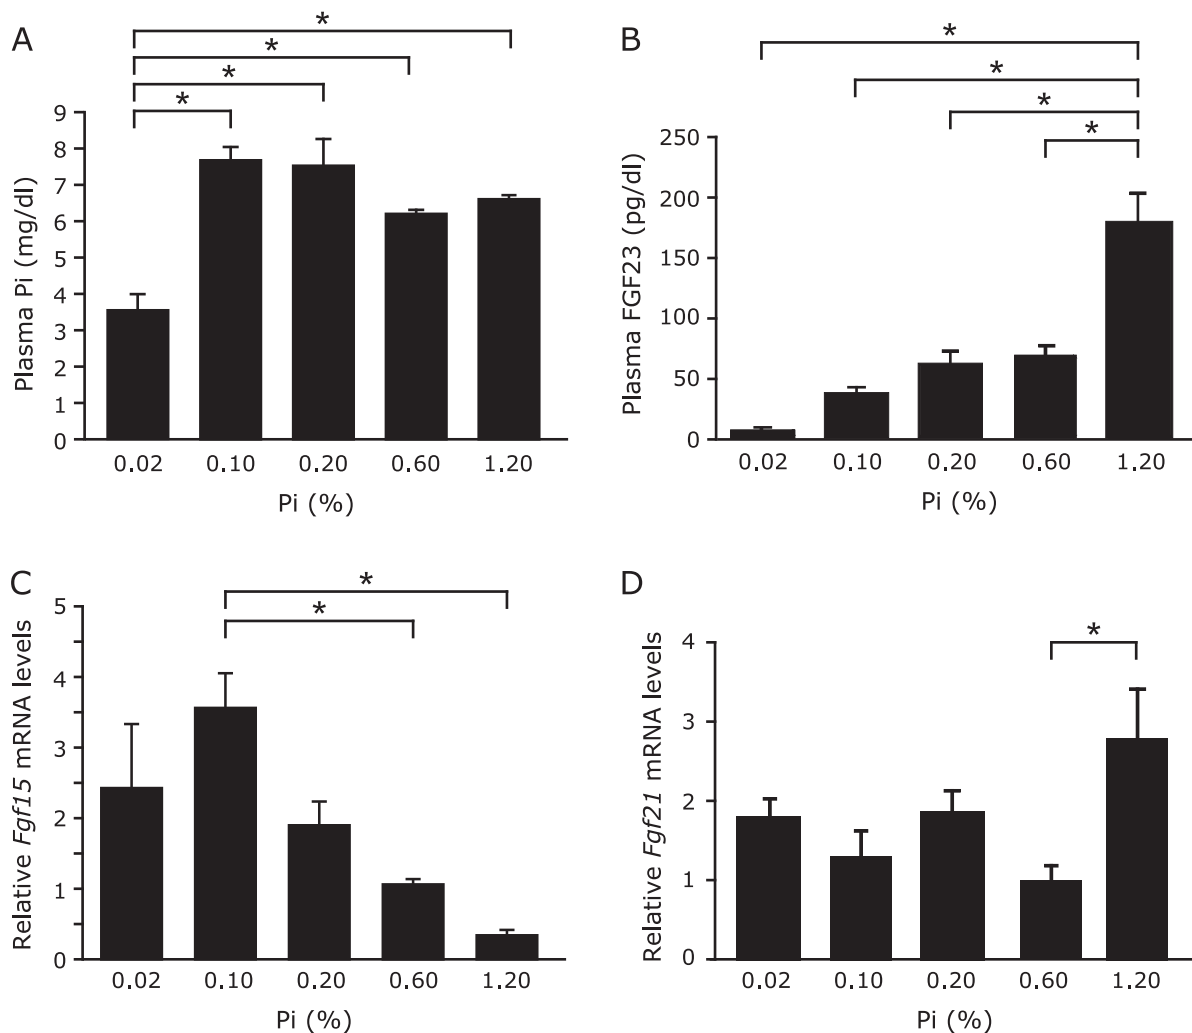 A
*
*
*
*
Plasma Pi (mg/dl)
9
8
7
6
5
4
3
2
1
0
0.02 0.10 0.20 0.60 1.20
Pi (%)
B
*
*
*
*
Plasma FGF23 (pg/dl)
250
200
150
100
50
0
0.02 0.10 0.20 0.60 1.20
Pi (%)
C
*
*
Relative Fgf15 mRNA levels
5
4
3
2
1
0
0.02 0.10 0.20 0.60 1.20
Pi (%)
D
*
Relative Fgf21 mRNA levels
4
3
2
1
0
0.02 0.10 0.20 0.60 1.20
Pi (%)